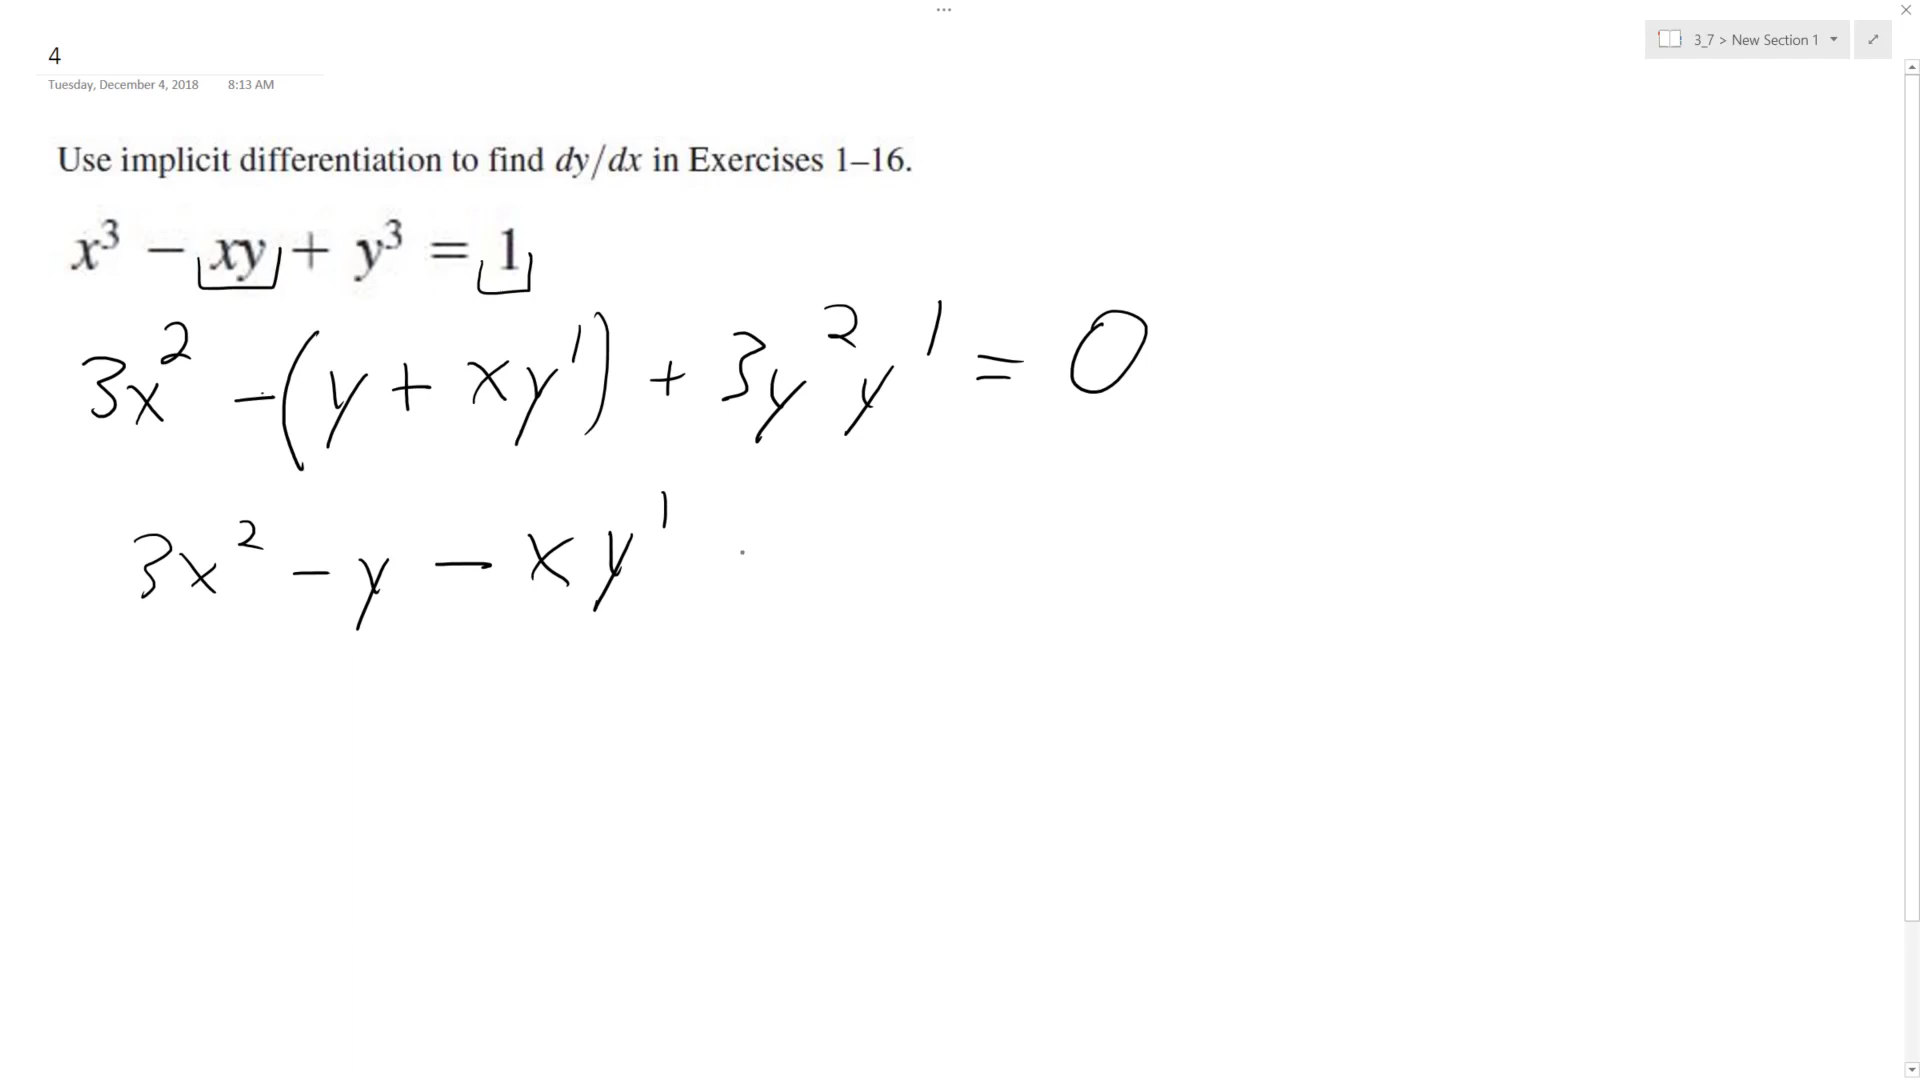 ...
3_7 > New Section 1
4
Tuesday, December 4, 2018 8:13 AM
Use implicit differentiation to find dy/dx in Exercises 1–16.
x³ − xy + y³ = 1
3x² − (y + xy') + 3y²y' = 0
3x² − y − xy'